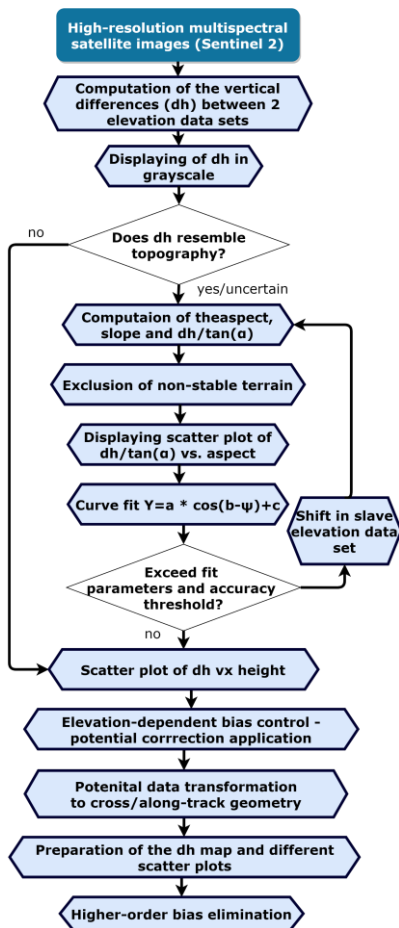 High-resolution multispectral
satellite images (Sentinel 2)
Computation of the vertical
differences (dh) between 2
elevation data sets
Displaying of dh in
grayscale
no
Does dh resemble
topography?
yes/uncertain
Computaion of theaspect,
slope and dh/tan(α)
Exclusion of non-stable terrain
Displaying scatter plot of
dh/tan(α) vs. aspect
Curve fit Y=a * cos(b-ψ)+c
Shift in slave
elevation data
set
Exceed fit
parameters and accuracy
threshold?
no
Scatter plot of dh vx height
Elevation-dependent bias control -
potential corrrection application
Potenital data transformation
to cross/along-track geometry
Preparation of the dh map and different
scatter plots
Higher-order bias elimination